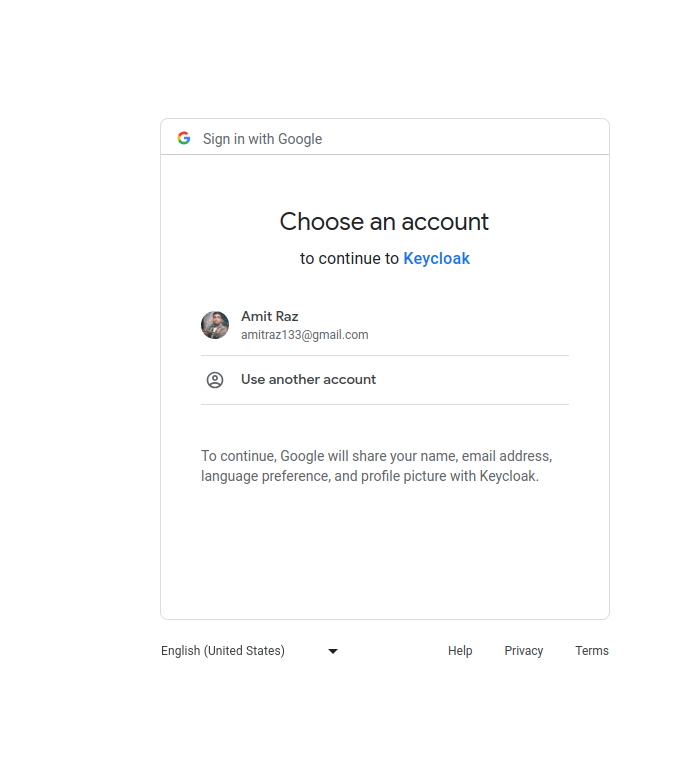 Sign in with Google
Choose an account
to continue to Keycloak
Amit Raz
amitraz133@gmail.com
Use another account
To continue, Google will share your name, email address,
language preference, and profile picture with Keycloak.
English (United States) Help Privacy Terms